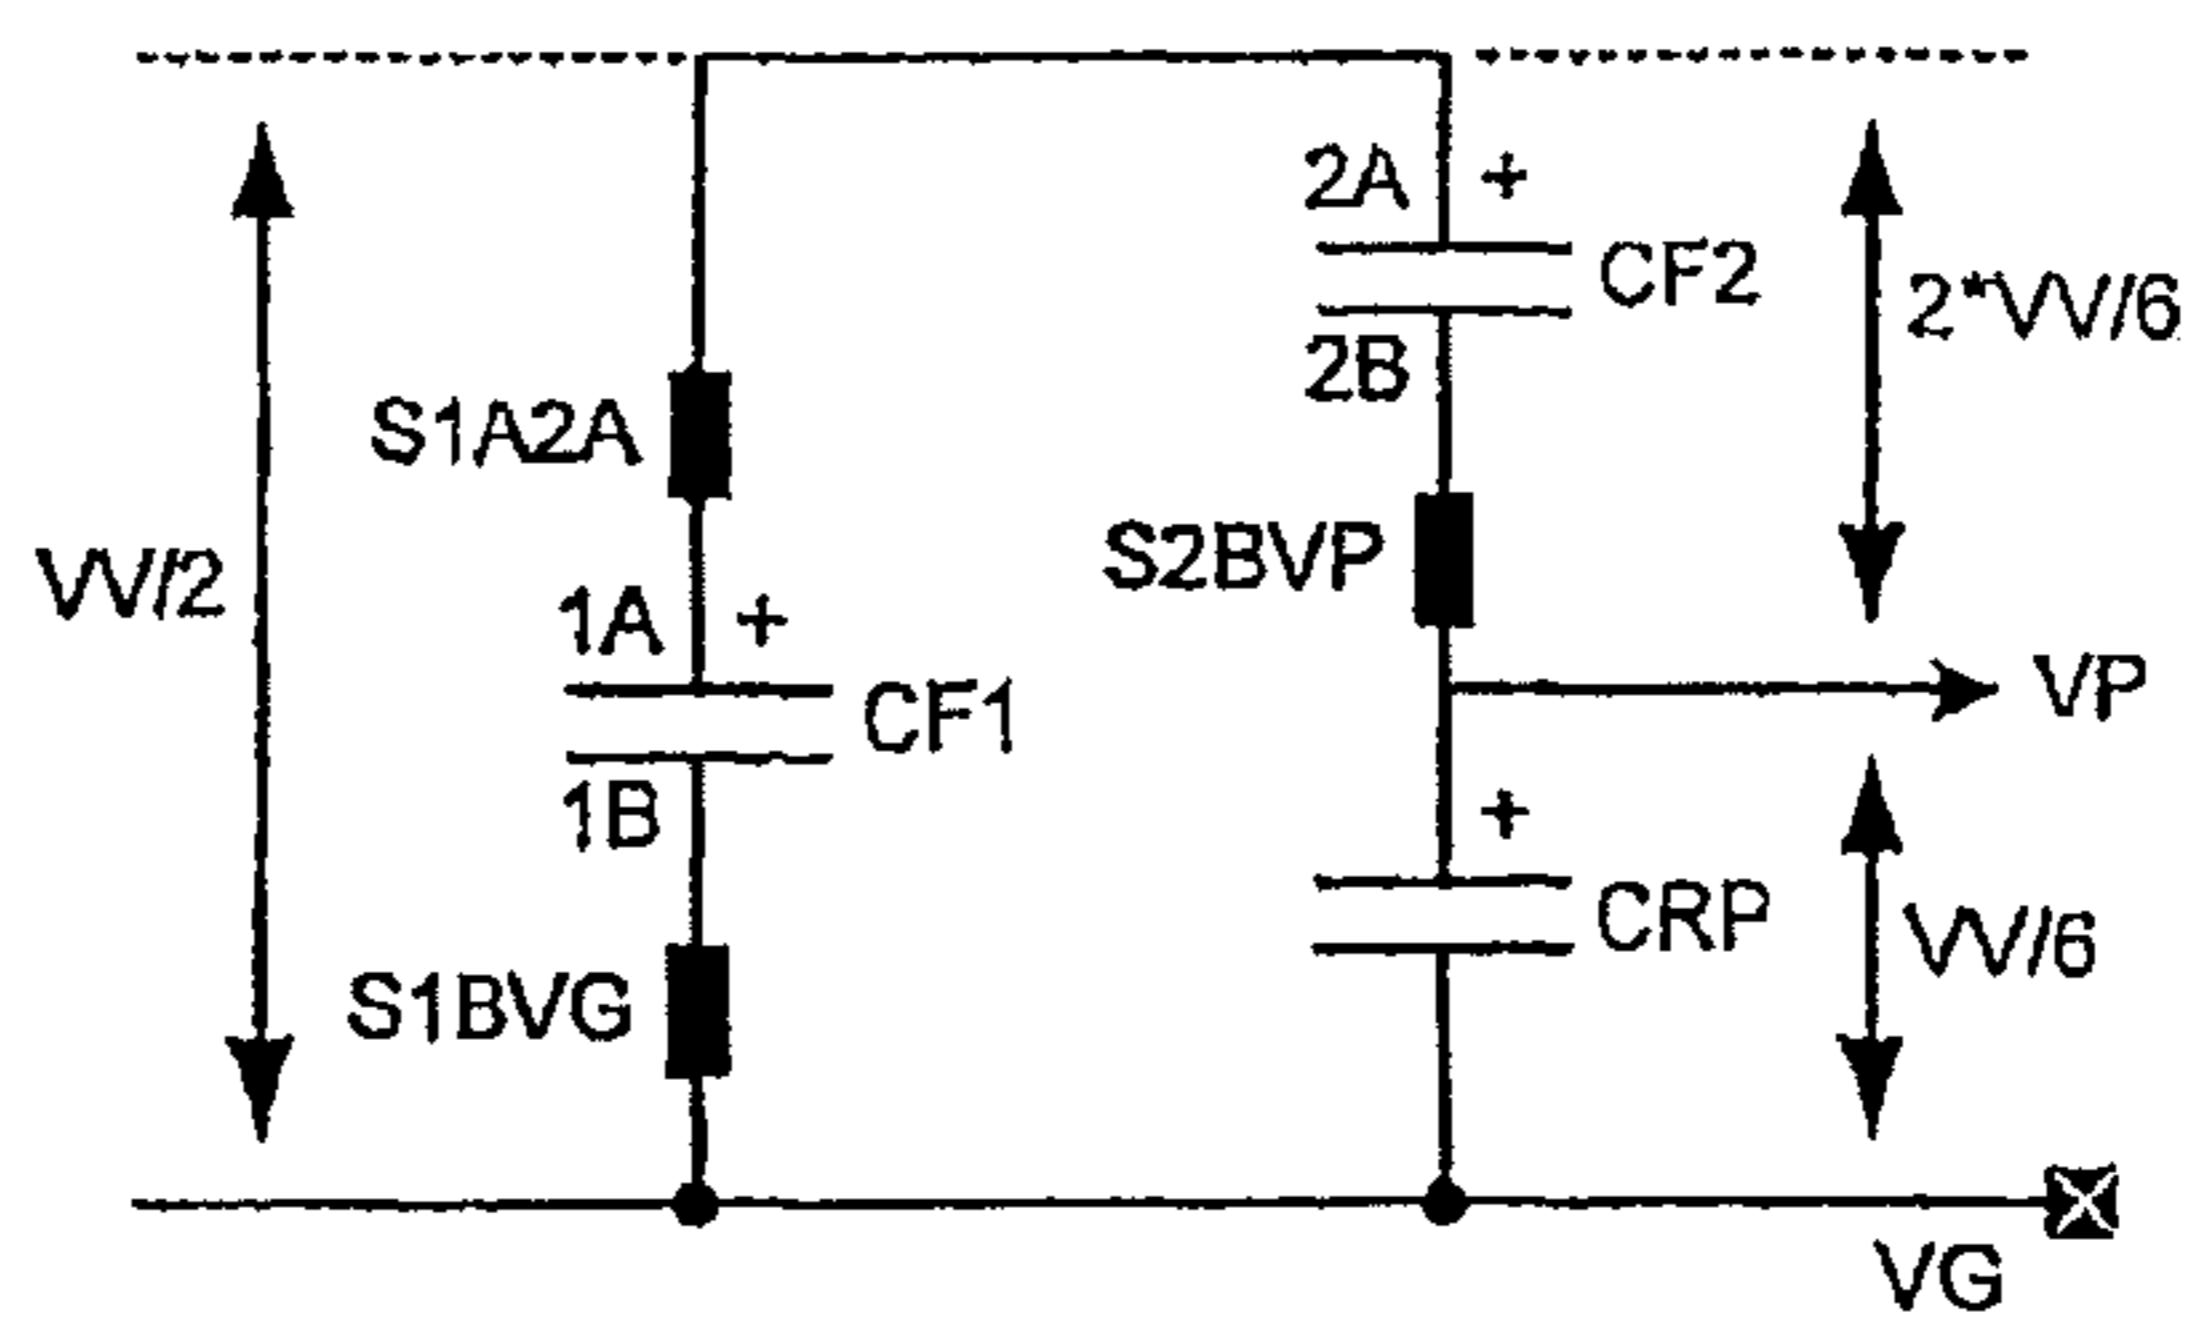 2A +
CF2
2*VV/6
2B
S1A2A
S2BVP
VV/2
1A +
VP
CF1
1B
+
CRP
VV/6
S1BVG
VG